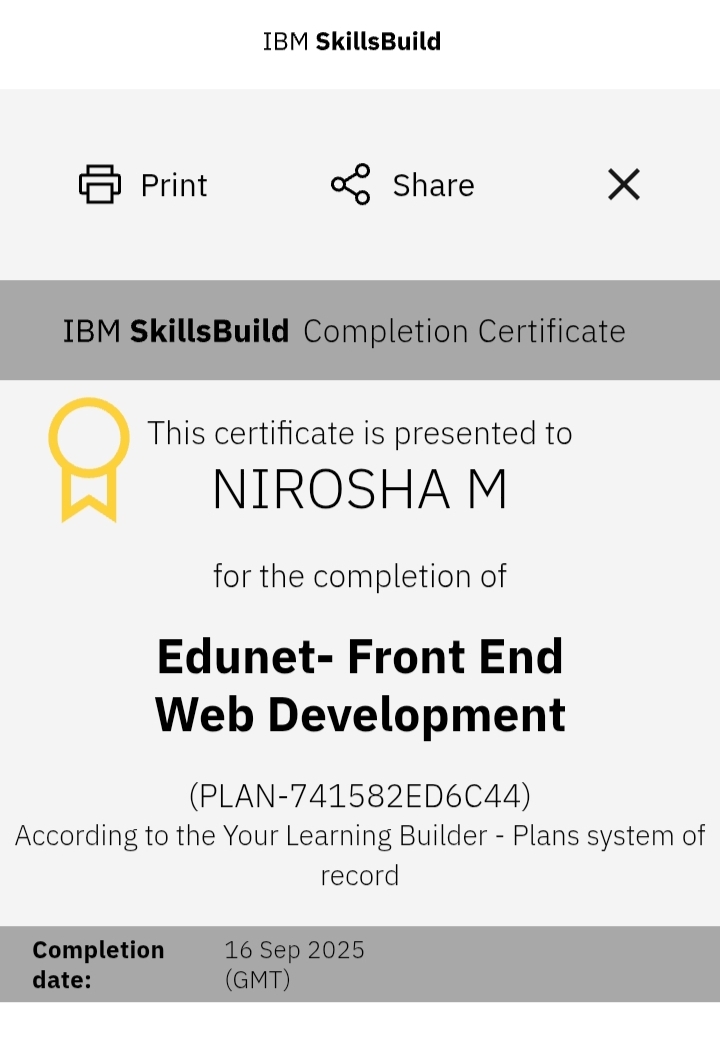 IBM SkillsBuild
Print
Share
IBM SkillsBuild Completion Certificate
This certificate is presented to
NIROSHA M
for the completion of
Edunet- Front End
Web Development
(PLAN-741582ED6C44)
According to the Your Learning Builder - Plans system of
record
Completion
date:
16 Sep 2025
(GMT)